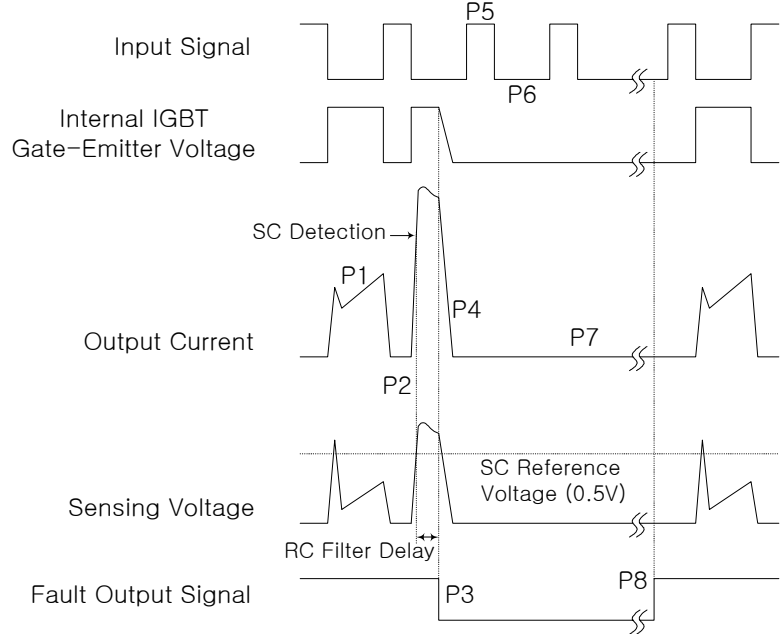 P5
Input Signal
P6
Internal IGBT
Gate-Emitter Voltage
SC Detection
P1
P4
Output Current
P7
P2
SC Reference
Voltage (0.5V)
Sensing Voltage
RC Filter Delay
Fault Output Signal
P3
P8